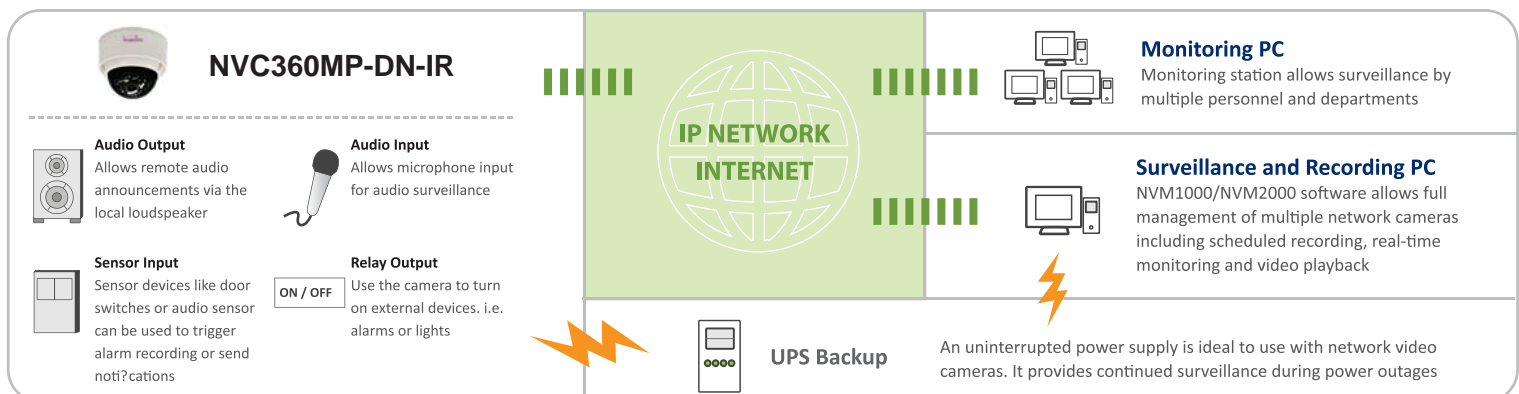 NVC360MP-DN-IR
Audio Output
Allows remote audio
announcements via the
local loudspeaker
Audio Input
Allows microphone input
for audio surveillance
Sensor Input
Sensor devices like door
switches or audio sensor
can be used to trigger
alarm recording or send
noti?cations
ON / OFF
Relay Output
Use the camera to turn
on external devices. i.e.
alarms or lights
IP NETWORK
INTERNET
Monitoring PC
Monitoring station allows surveillance by
multiple personnel and departments
Surveillance and Recording PC
NVM1000/NVM2000 software allows full
management of multiple network cameras
including scheduled recording, real-time
monitoring and video playback
UPS Backup
An uninterrupted power supply is ideal to use with network video
cameras. It provides continued surveillance during power outages